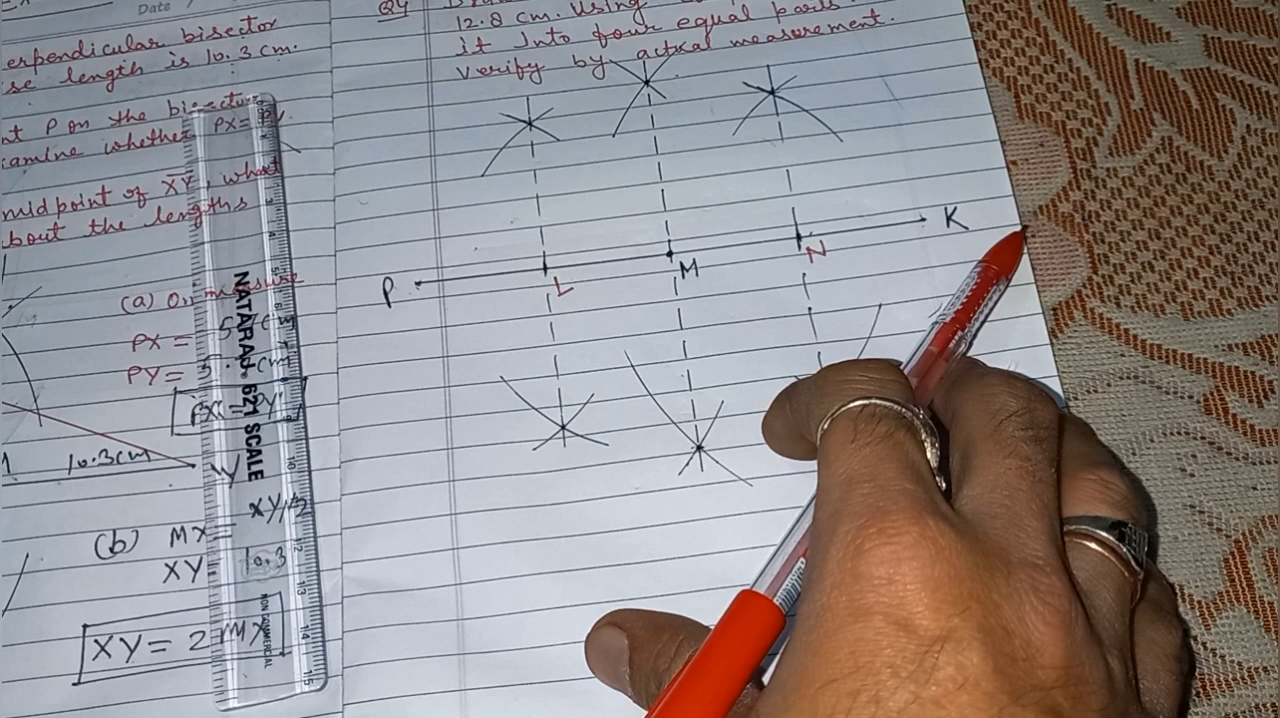 Date
erpendicular bisector
se length is 10.3 cm.
nt P on the bisector
amine whether PX = PY.
midpoint of XY, what
bout the lengths
(a) On measure
PX =
PY = 5. cm
PX = PY
10.3cm
(b) MX = XY/2
XY 10.3
XY = 2 MX
NATARAJ. 621 SCALE
NON COMMERCIAL
Q4
12.8 cm. Using
it into four equal parts.
Verify by actual measurement.
P
L
M
N
K